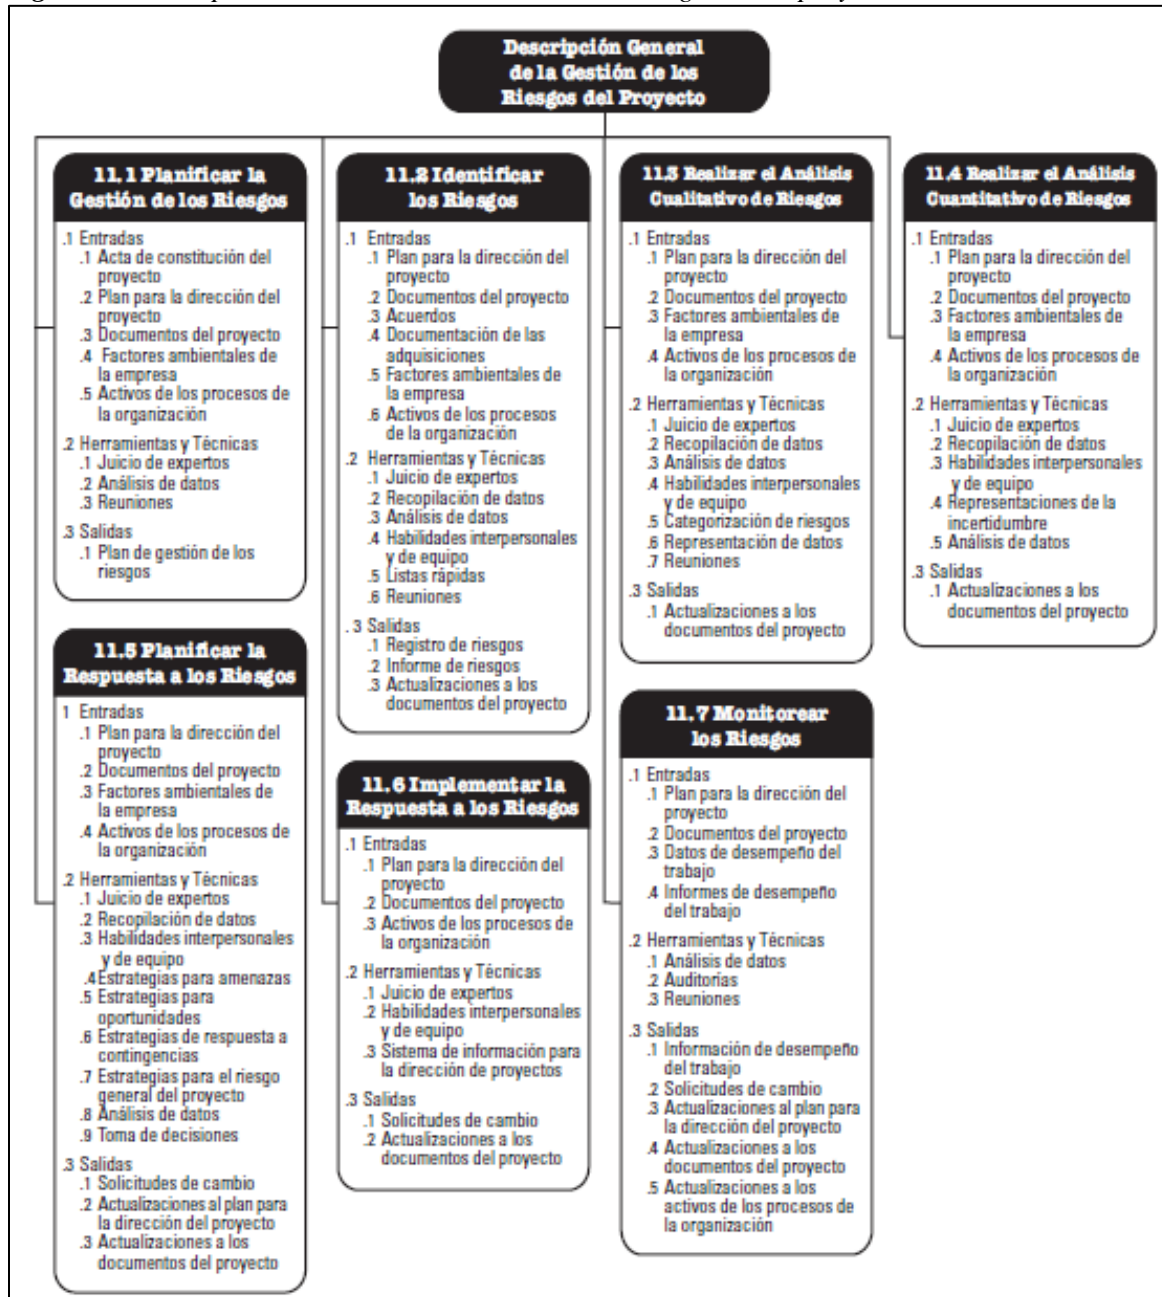 Descripción General
de la Gestión de los
Riesgos del Proyecto
11.1 Planificar la
Gestión de los Riesgos
.1 Entradas
.1 Acta de constitución del
proyecto
.2 Plan para la dirección del
proyecto
.3 Documentos del proyecto
.4 Factores ambientales de
la empresa
.5 Activos de los procesos de
la organización
.2 Herramientas y Técnicas
.1 Juicio de expertos
.2 Análisis de datos
.3 Reuniones
.3 Salidas
.1 Plan de gestión de los
riesgos
11.2 Identificar
los Riesgos
.1 Entradas
.1 Plan para la dirección del
proyecto
.2 Documentos del proyecto
.3 Acuerdos
.4 Documentación de las
adquisiciones
.5 Factores ambientales de
la empresa
.6 Activos de los procesos
de la organización
.2 Herramientas y Técnicas
.1 Juicio de expertos
.2 Recopilación de datos
.3 Análisis de datos
.4 Habilidades interpersonales
y de equipo
.5 Listas rápidas
.6 Reuniones
.3 Salidas
.1 Registro de riesgos
.2 Informe de riesgos
.3 Actualizaciones a los
documentos del proyecto
11.3 Realizar el Análisis
Cualitativo de Riesgos
.1 Entradas
.1 Plan para la dirección del
proyecto
.2 Documentos del proyecto
.3 Factores ambientales de
la empresa
.4 Activos de los procesos de
la organización
.2 Herramientas y Técnicas
.1 Juicio de expertos
.2 Recopilación de datos
.3 Análisis de datos
.4 Habilidades interpersonales
y de equipo
.5 Categorización de riesgos
.6 Representación de datos
.7 Reuniones
.3 Salidas
.1 Actualizaciones a los
documentos del proyecto
11.4 Realizar el Análisis
Cuantitativo de Riesgos
.1 Entradas
.1 Plan para la dirección del
proyecto
.2 Documentos del proyecto
.3 Factores ambientales de
la empresa
.4 Activos de los procesos de
la organización
.2 Herramientas y Técnicas
.1 Juicio de expertos
.2 Recopilación de datos
.3 Habilidades interpersonales
y de equipo
.4 Representaciones de la
incertidumbre
.5 Análisis de datos
.3 Salidas
.1 Actualizaciones a los
documentos del proyecto
11.5 Planificar la
Respuesta a los Riesgos
1 Entradas
.1 Plan para la dirección del
proyecto
.2 Documentos del proyecto
.3 Factores ambientales de
la empresa
.4 Activos de los procesos de
la organización
.2 Herramientas y Técnicas
.1 Juicio de expertos
.2 Recopilación de datos
.3 Habilidades interpersonales
y de equipo
.4 Estrategias para amenazas
.5 Estrategias para
oportunidades
.6 Estrategias de respuesta a
contingencias
.7 Estrategias para el riesgo
general del proyecto
.8 Análisis de datos
.9 Toma de decisiones
.3 Salidas
.1 Solicitudes de cambio
.2 Actualizaciones al plan para
la dirección del proyecto
.3 Actualizaciones a los
documentos del proyecto
11.6 Implementar la
Respuesta a los Riesgos
.1 Entradas
.1 Plan para la dirección del
proyecto
.2 Documentos del proyecto
.3 Activos de los procesos de
la organización
.2 Herramientas y Técnicas
.1 Juicio de expertos
.2 Habilidades interpersonales
y de equipo
.3 Sistema de información para
la dirección de proyectos
.3 Salidas
.1 Solicitudes de cambio
.2 Actualizaciones a los
documentos del proyecto
11.7 Monitorear
los Riesgos
.1 Entradas
.1 Plan para la dirección del
proyecto
.2 Documentos del proyecto
.3 Datos de desempeño del
trabajo
.4 Informes de desempeño
del trabajo
.2 Herramientas y Técnicas
.1 Análisis de datos
.2 Auditorías
.3 Reuniones
.3 Salidas
.1 Información de desempeño
del trabajo
.2 Solicitudes de cambio
.3 Actualizaciones al plan para
la dirección del proyecto
.4 Actualizaciones a los
documentos del proyecto
.5 Actualizaciones a los
activos de los procesos de
la organización